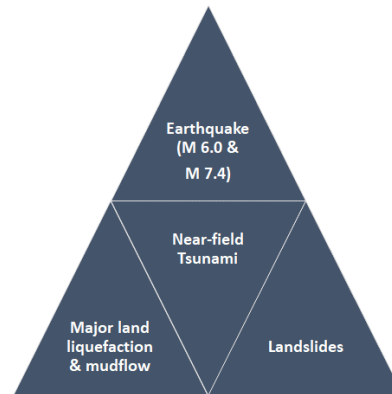 Earthquake
(M 6.0 &
M 7.4)
Near-field
Tsunami
Major land
liquefaction
& mudflow
Landslides